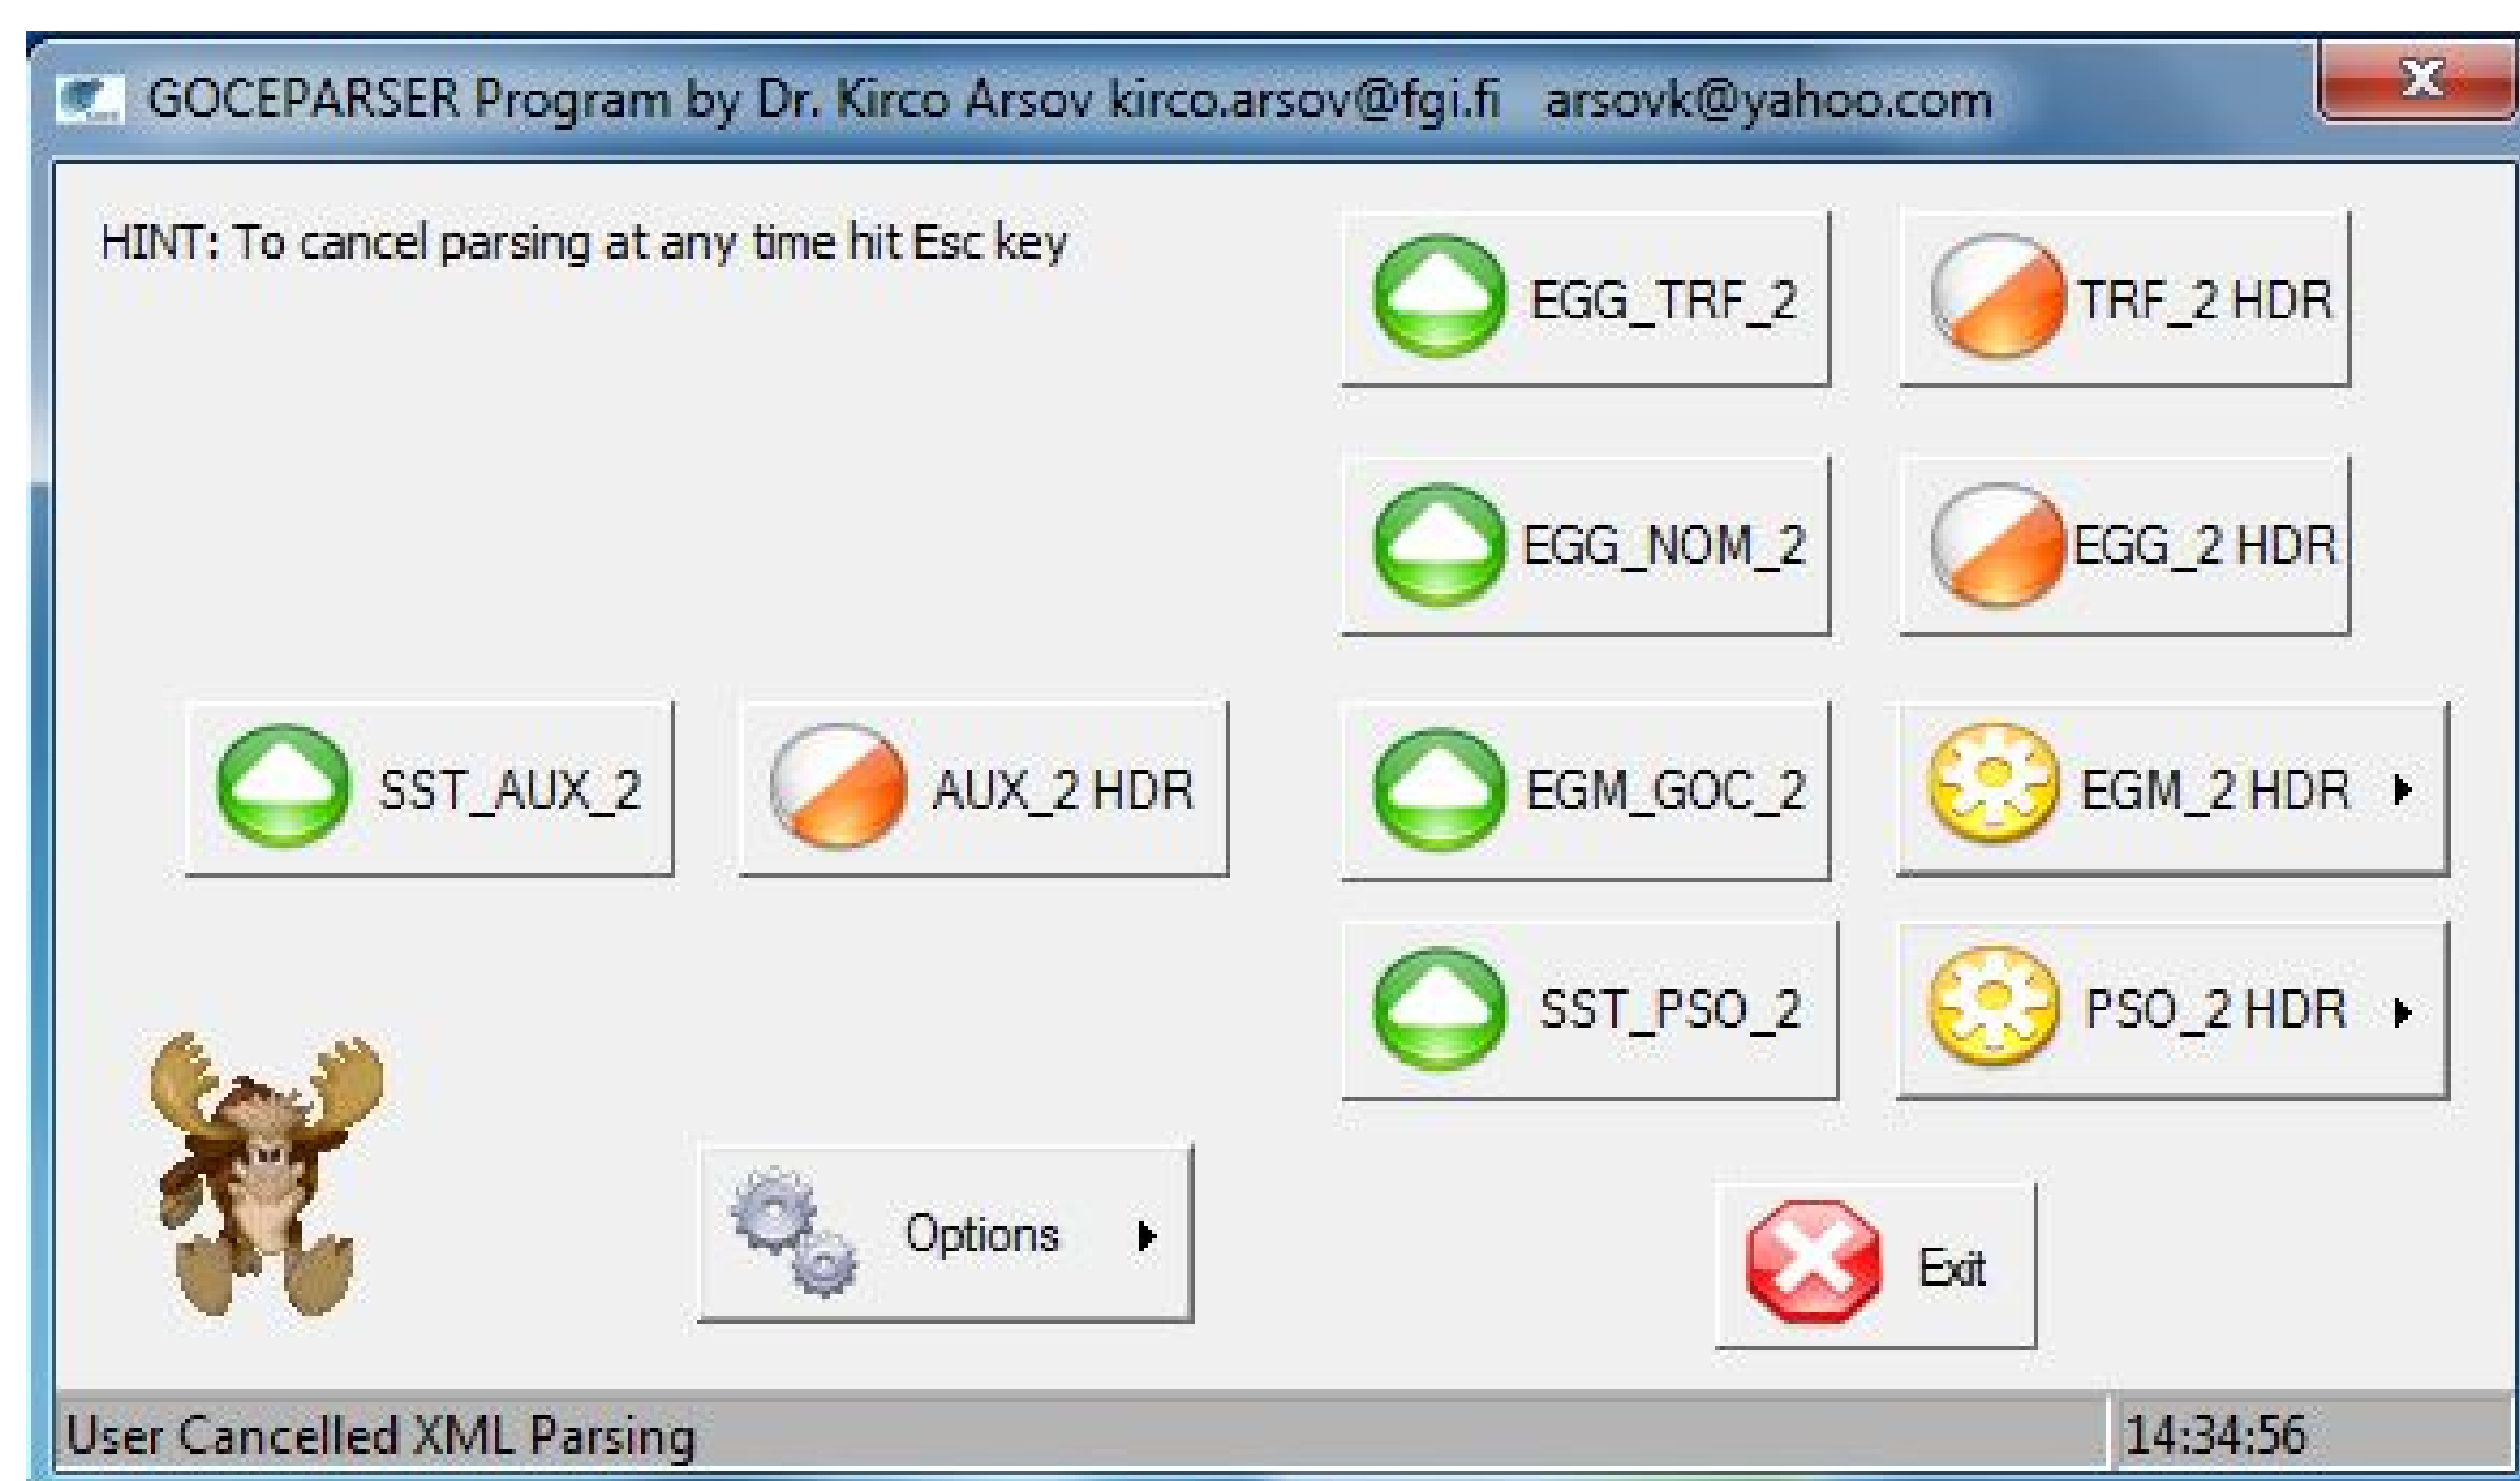 GOCEPARSER Program by Dr. Kirco Arsov kirco.arsov@fgi.fi arsovk@yahoo.com
HINT: To cancel parsing at any time hit Esc key
EGG_TRF_2
TRF_2 HDR
EGG_NOM_2
EGG_2 HDR
SST_AUX_2
AUX_2 HDR
EGM_GOC_2
EGM_2 HDR
SST_PSO_2
PSO_2 HDR
Options
Exit
User Cancelled XML Parsing
14:34:56